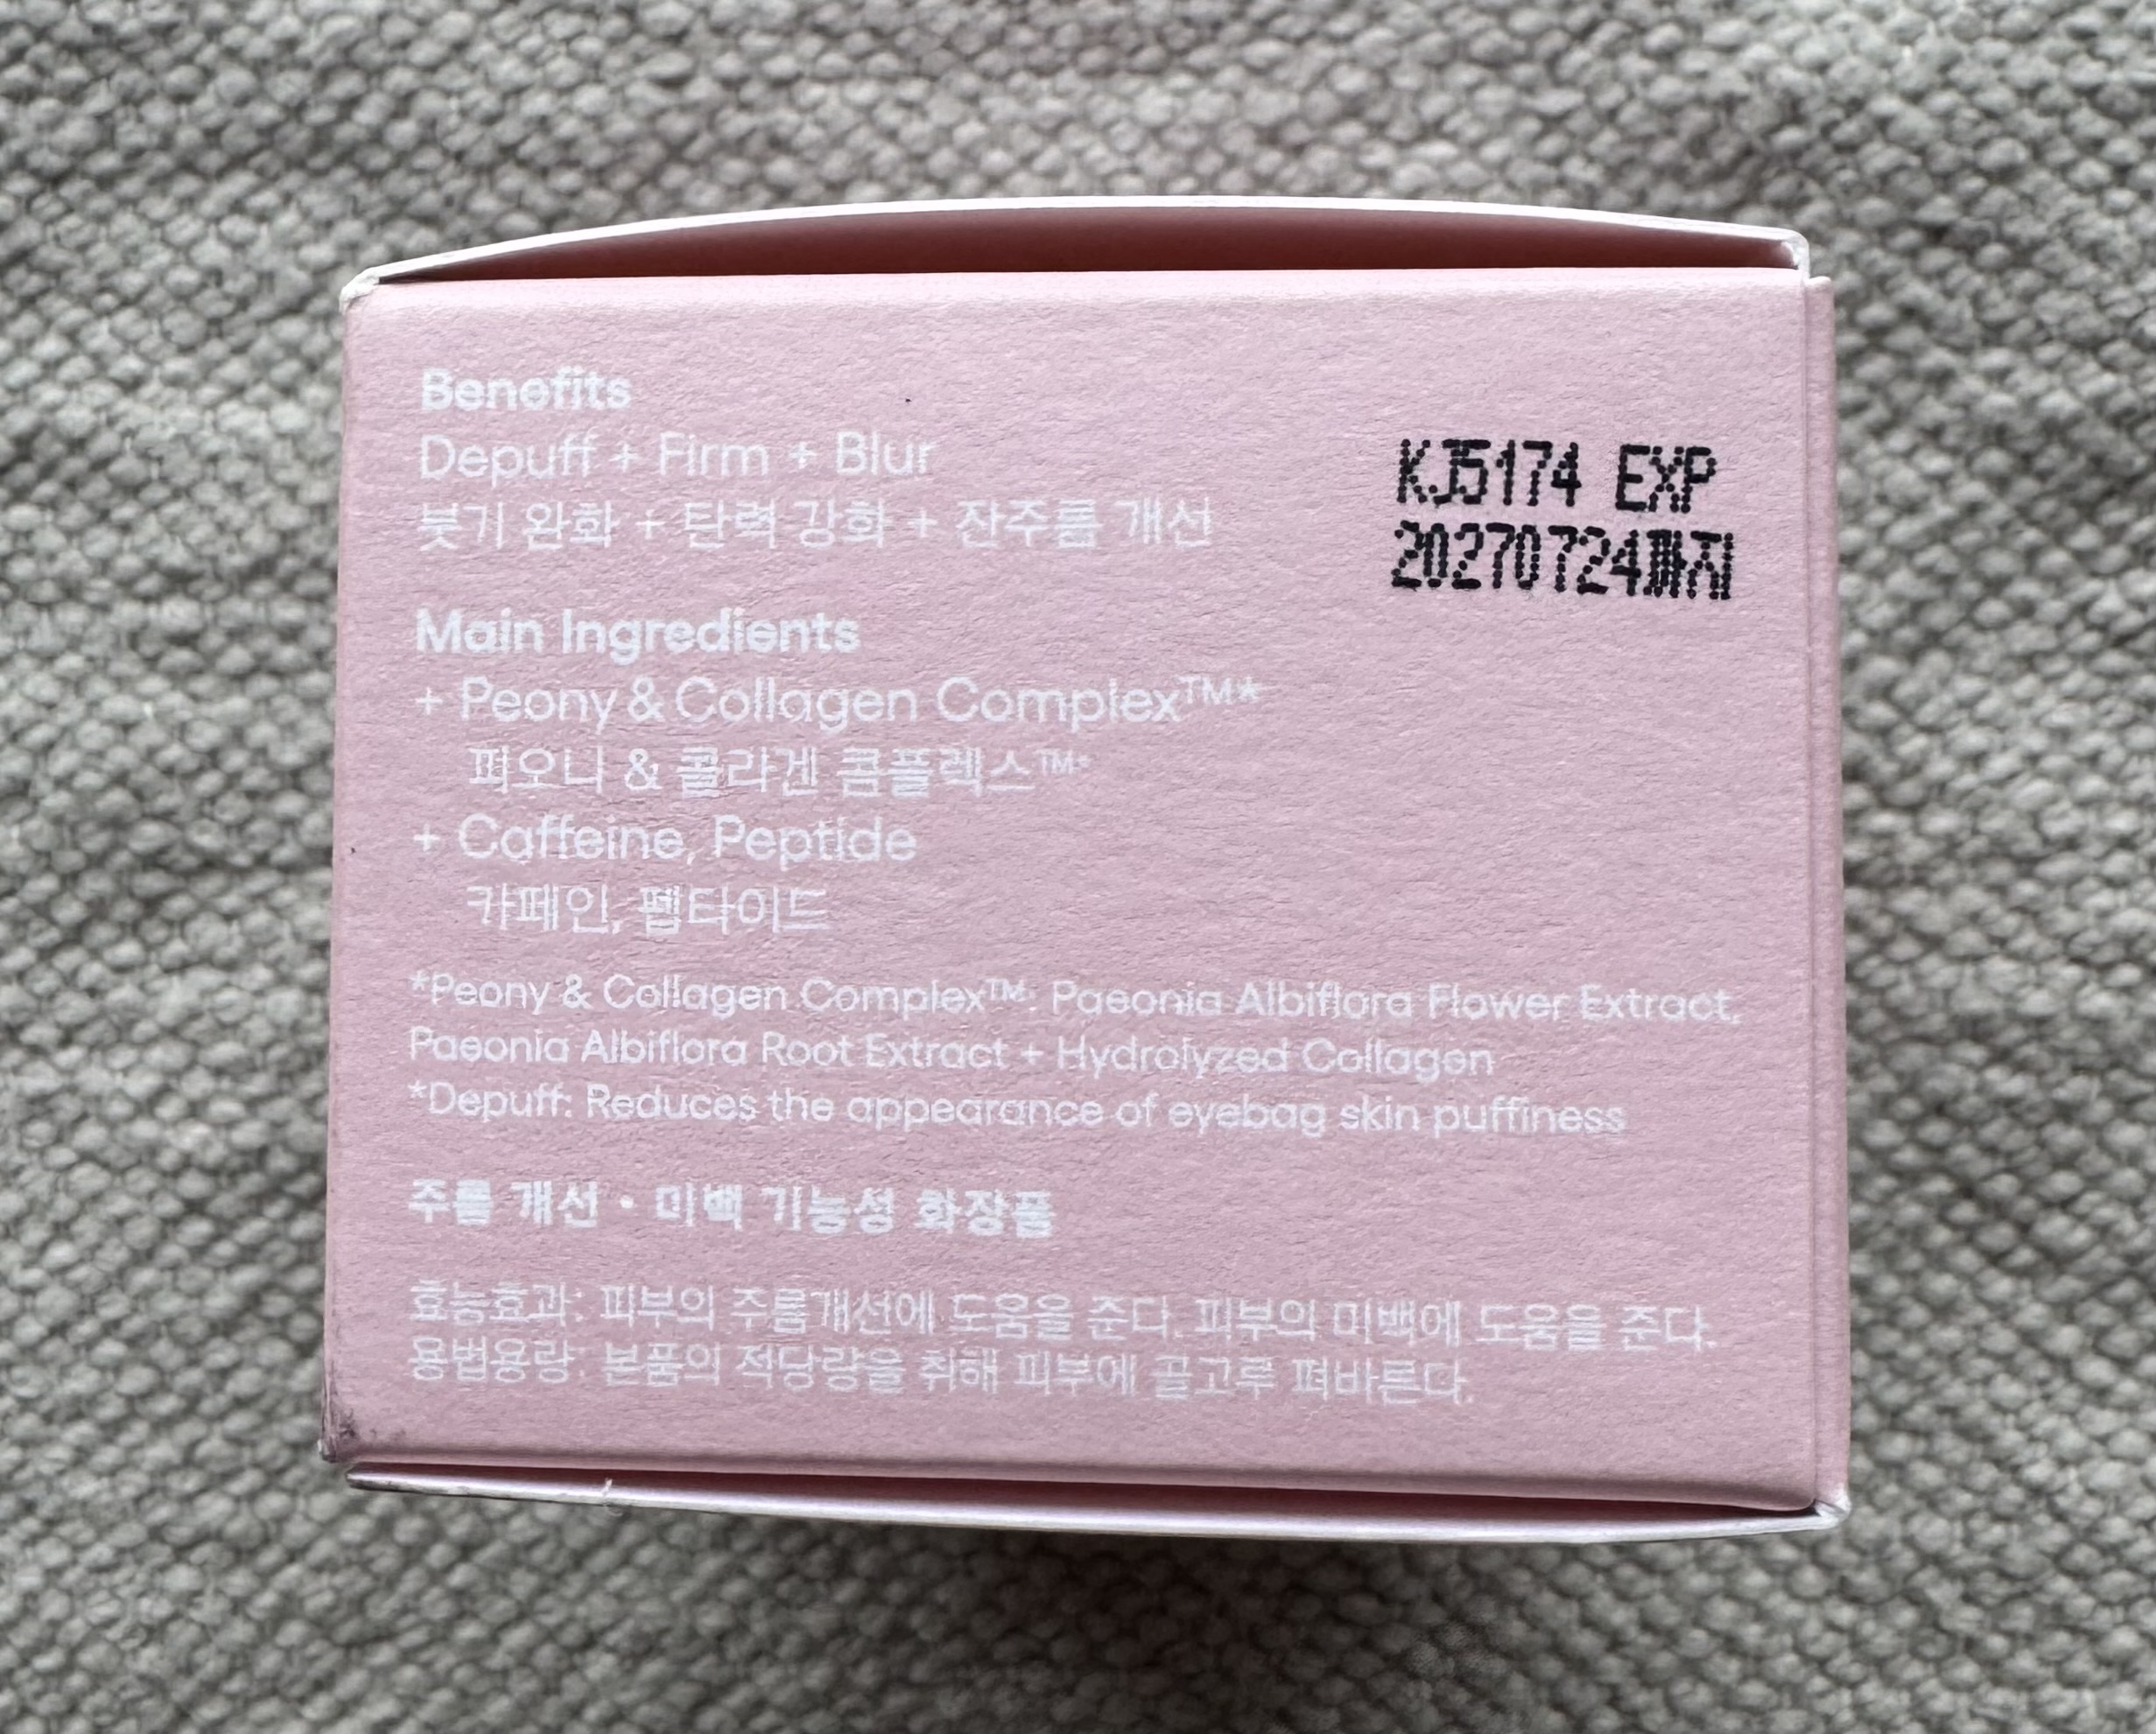 Benefits
Depuff + Firm + Blur
붓기 완화 + 탄력 강화 + 잔주름 개선
KJ5174 EXP
20270724까지
Main Ingredients
+ Peony & Collagen Complex™*
피오니 & 콜라겐 콤플렉스™*
+ Caffeine, Peptide
카페인, 펩타이드
*Peony & Collagen Complex™: Paeonia Albiflora Flower Extract,
Paeonia Albiflora Root Extract + Hydrolyzed Collagen
*Depuff: Reduces the appearance of eyebag skin puffiness
주름 개선 • 미백 기능성 화장품
효능효과: 피부의 주름개선에 도움을 준다. 피부의 미백에 도움을 준다.
용법용량: 본품의 적당량을 취해 피부에 골고루 펴바른다.